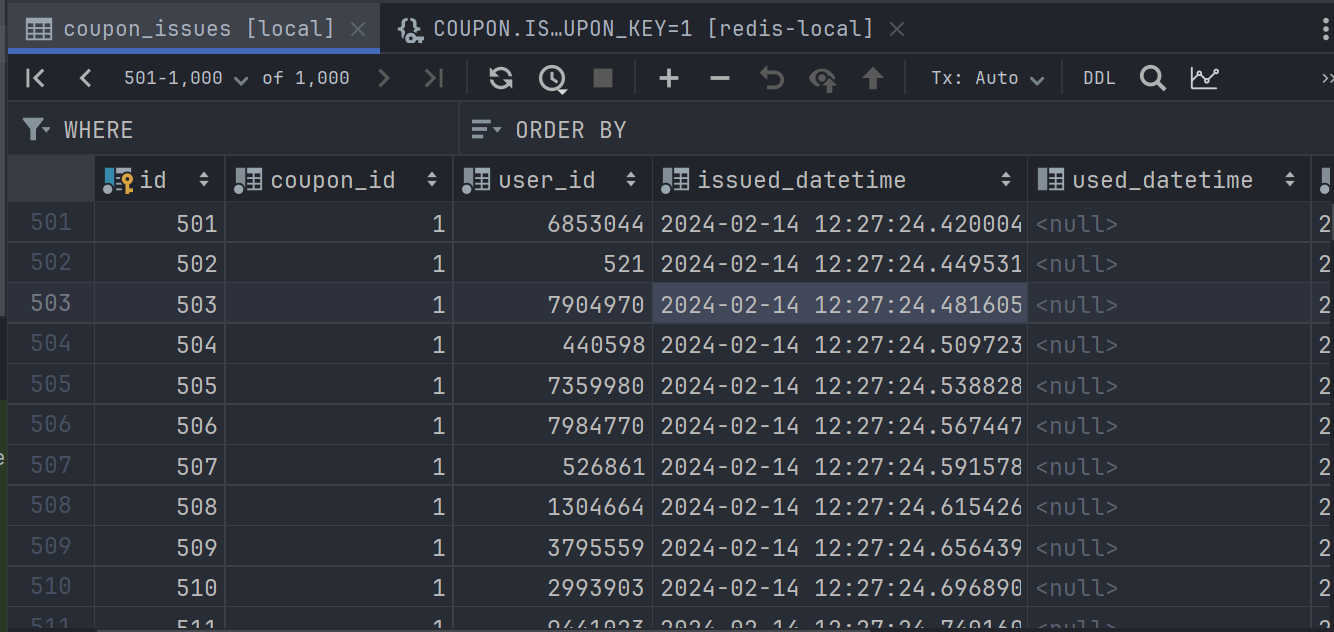 coupon_issues [local] COUPON.IS…UPON_KEY=1 [redis-local]
501-1,000 of 1,000 Tx: Auto DDL
WHERE ORDER BY
id coupon_id user_id issued_datetime used_datetime
501 501 1 6853044 2024-02-14 12:27:24.420004 <null> 2
502 502 1 521 2024-02-14 12:27:24.449531 <null> 2
503 503 1 7904970 2024-02-14 12:27:24.481605 <null> 2
504 504 1 440598 2024-02-14 12:27:24.509723 <null> 2
505 505 1 7359980 2024-02-14 12:27:24.538828 <null> 2
506 506 1 7984770 2024-02-14 12:27:24.567447 <null> 2
507 507 1 526861 2024-02-14 12:27:24.591578 <null> 2
508 508 1 1304664 2024-02-14 12:27:24.615426 <null> 2
509 509 1 3795559 2024-02-14 12:27:24.656439 <null> 2
510 510 1 2993903 2024-02-14 12:27:24.696890 <null> 2
511 511 1 2024-02-14 <null>